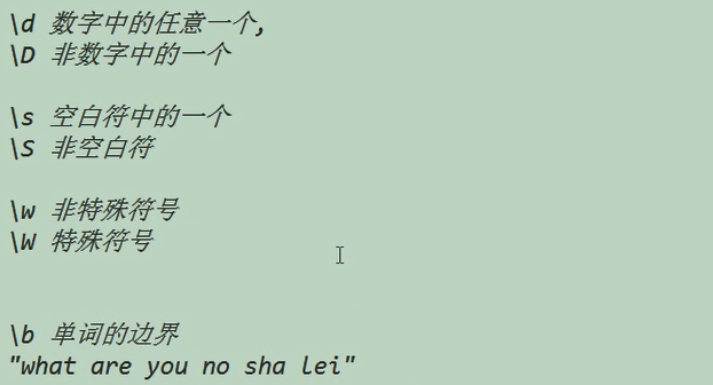 \d 数字中的任意一个,
\D 非数字中的一个
\s 空白符中的一个
\S 非空白符
\w 非特殊符号
\W 特殊符号
\b 单词的边界
"what are you no sha lei"